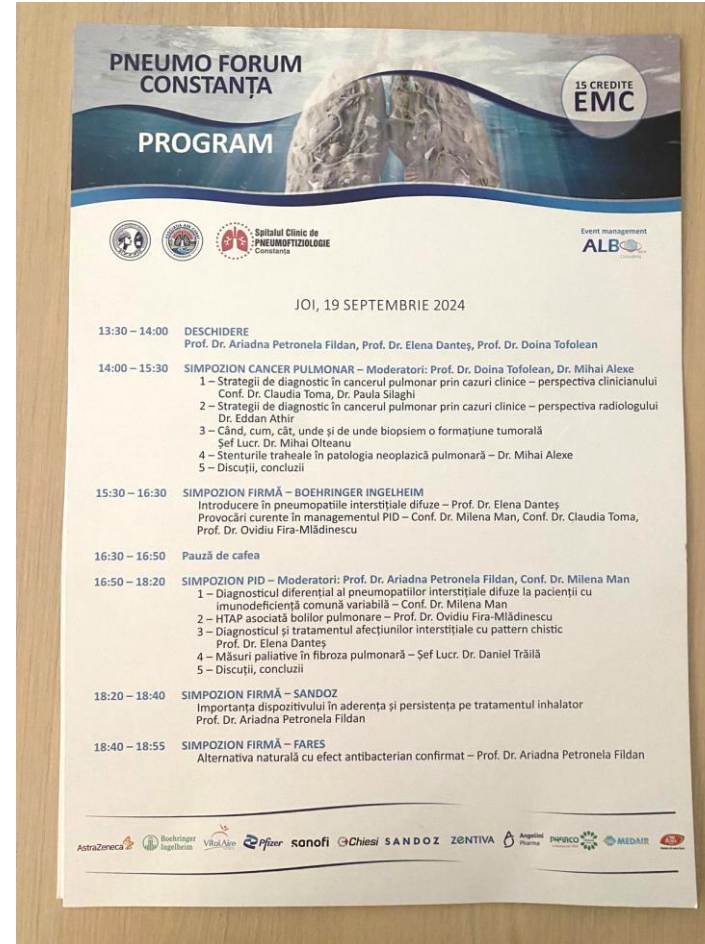 PNEUMO FORUM
CONSTANȚA
15 CREDITE
EMC
PROGRAM
Spitalul Clinic de
PNEUMOFTIZIOLOGIE
Constanța
Event management
ALB
JOI, 19 SEPTEMBRIE 2024
13:30 – 14:00 DESCHIDERE
Prof. Dr. Ariadna Petronela Fildan, Prof. Dr. Elena Danteș, Prof. Dr. Doina Tofolean
14:00 – 15:30 SIMPOZION CANCER PULMONAR – Moderatori: Prof. Dr. Doina Tofolean, Dr. Mihai Alexe
1 – Strategii de diagnostic în cancerul pulmonar prin cazuri clinice – perspectiva clinicianului
Conf. Dr. Claudia Toma, Dr. Paula Silaghi
2 – Strategii de diagnostic în cancerul pulmonar prin cazuri clinice – perspectiva radiologului
Dr. Eddan Athir
3 – Când, cum, cât, unde și de unde biopsiem o formațiune tumorală
Șef Lucr. Dr. Mihai Olteanu
4 – Stenturile traheale în patologia neoplazică pulmonară – Dr. Mihai Alexe
5 – Discuții, concluzii
15:30 – 16:30 SIMPOZION FIRMĂ – BOEHRINGER INGELHEIM
Introducere în pneumopatiile interstițiale difuze – Prof. Dr. Elena Danteș
Provocări curente în managementul PID – Conf. Dr. Milena Man, Conf. Dr. Claudia Toma,
Prof. Dr. Ovidiu Fira-Mlădinescu
16:30 – 16:50 Pauză de cafea
16:50 – 18:20 SIMPOZION PID – Moderatori: Prof. Dr. Ariadna Petronela Fildan, Conf. Dr. Milena Man
1 – Diagnosticul diferențial al pneumopatiilor interstițiale difuze la pacienții cu
imunodeficiență comună variabilă – Conf. Dr. Milena Man
2 – HTAP asociată bolilor pulmonare – Prof. Dr. Ovidiu Fira-Mlădinescu
3 – Diagnosticul și tratamentul afecțiunilor interstițiale cu pattern chistic
Prof. Dr. Elena Danteș
4 – Măsuri paliative în fibroza pulmonară – Șef Lucr. Dr. Daniel Trăilă
5 – Discuții, concluzii
18:20 – 18:40 SIMPOZION FIRMĂ – SANDOZ
Importanța dispozitivului în aderența și persistența pe tratamentul inhalator
Prof. Dr. Ariadna Petronela Fildan
18:40 – 18:55 SIMPOZION FIRMĂ – FARES
Alternativa naturală cu efect antibacterian confirmat – Prof. Dr. Ariadna Petronela Fildan
AstraZeneca Boehringer Ingelheim VitalAire Pfizer sanofi Chiesi SANDOZ ZENTIVA Angelini Pharma MEDAIR